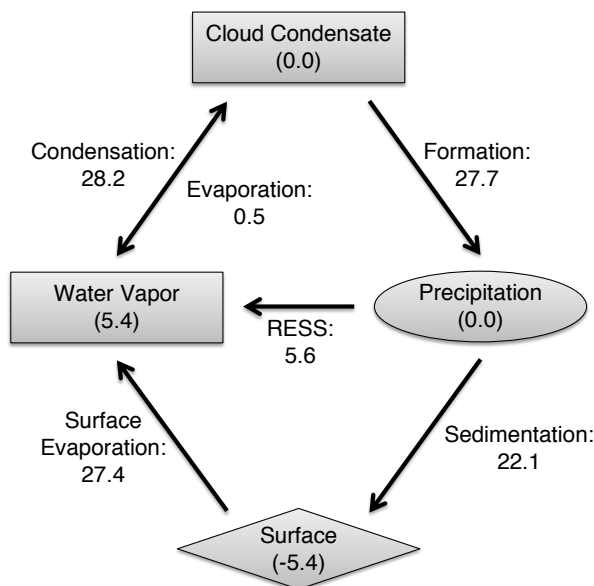 Cloud Condensate
(0.0)
Condensation:
28.2
Evaporation:
0.5
Formation:
27.7
Water Vapor
(5.4)
RESS:
5.6
Precipitation
(0.0)
Surface
Evaporation:
27.4
Sedimentation:
22.1
Surface
(-5.4)